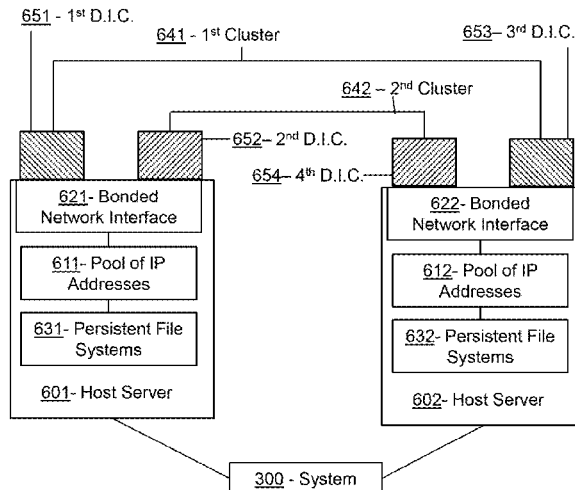 651 - 1st D.I.C.
641 - 1st Cluster
653– 3rd D.I.C.
642 – 2nd Cluster
652– 2nd D.I.C.
654– 4th D.I.C.
621- Bonded
Network Interface
611- Pool of IP
Addresses
631- Persistent File
Systems
601- Host Server
622- Bonded
Network Interface
612- Pool of IP
Addresses
632- Persistent File
Systems
602- Host Server
300 - System